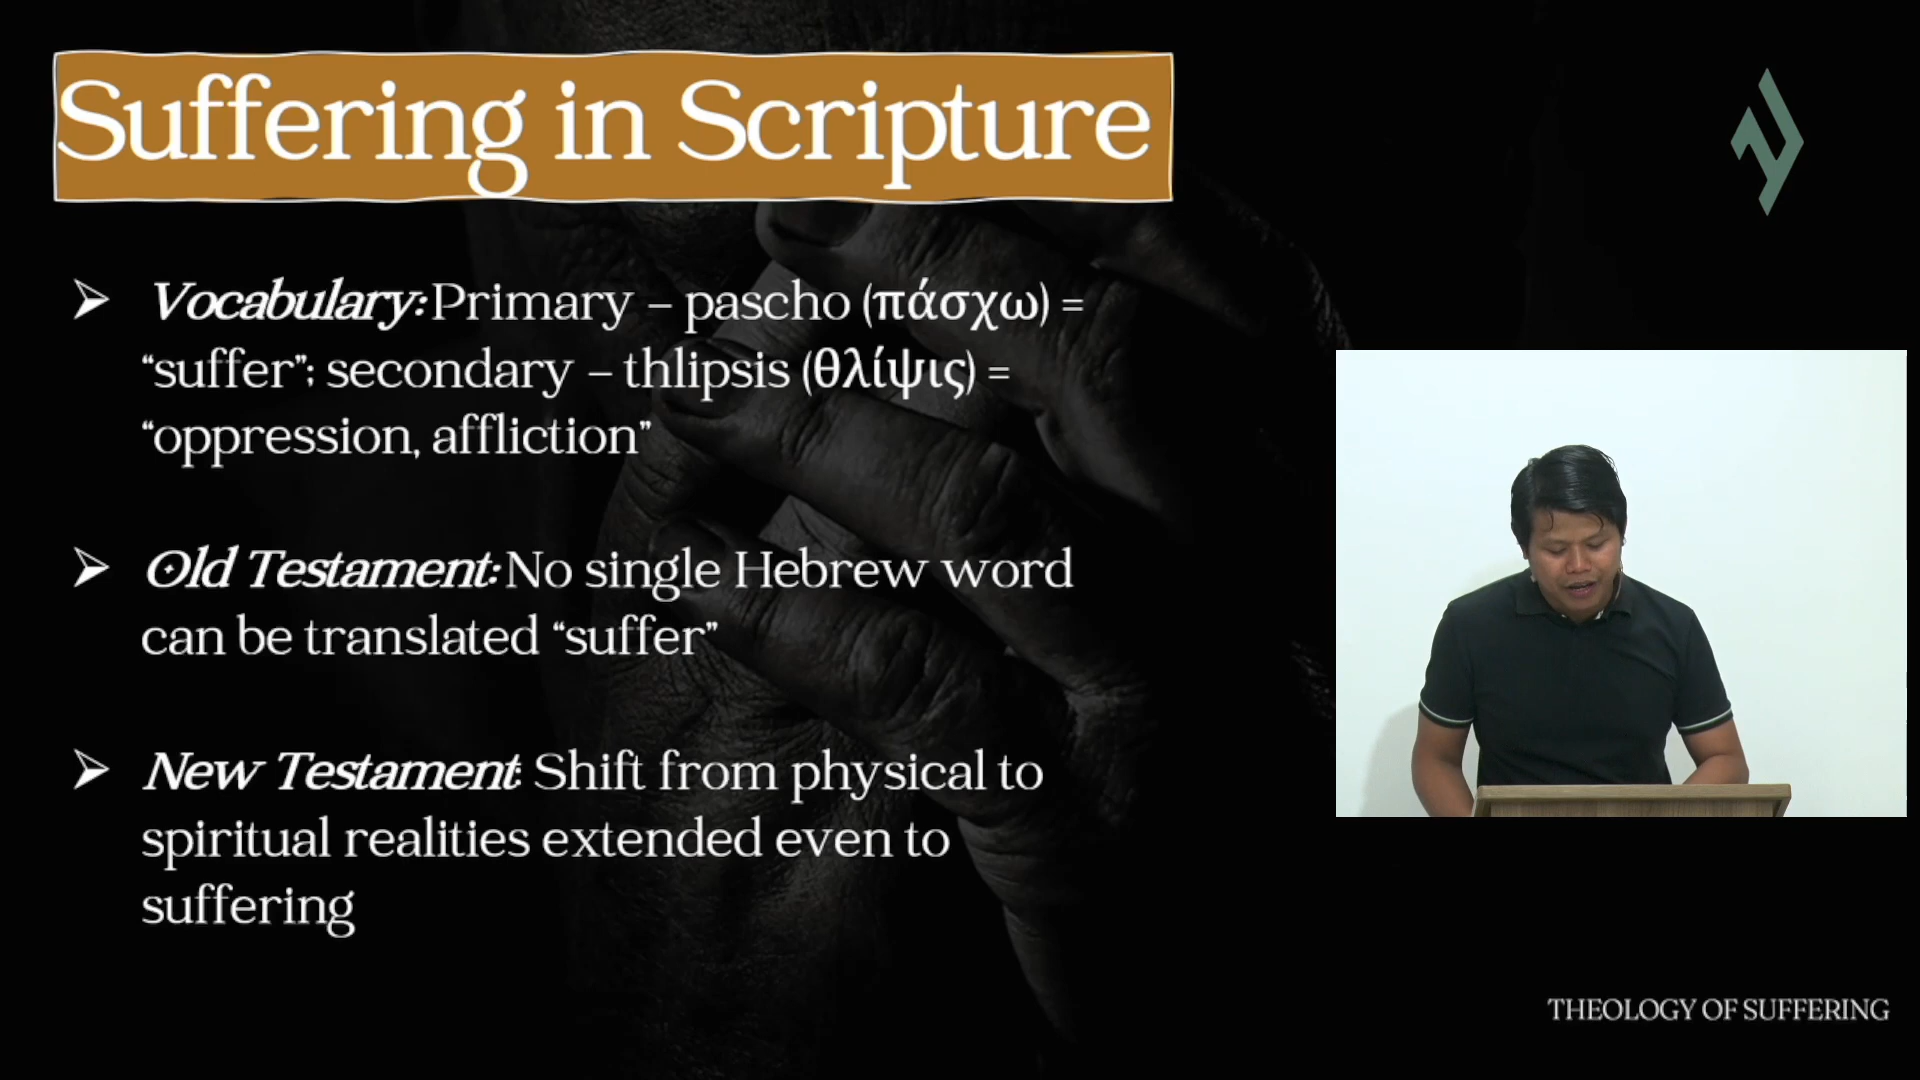 Suffering in Scripture
Vocabulary: Primary – pascho (πάσχω) =
“suffer”; secondary – thlipsis (θλίψις) =
“oppression, affliction”
Old Testament: No single Hebrew word
can be translated “suffer”
New Testament: Shift from physical to
spiritual realities extended even to
suffering
THEOLOGY OF SUFFERING